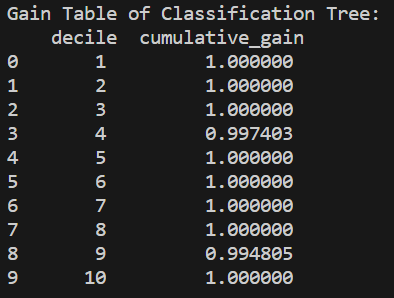 Gain Table of Classification Tree:
decile cumulative_gain
0 1 1.000000
1 2 1.000000
2 3 1.000000
3 4 0.997403
4 5 1.000000
5 6 1.000000
6 7 1.000000
7 8 1.000000
8 9 0.994805
9 10 1.000000